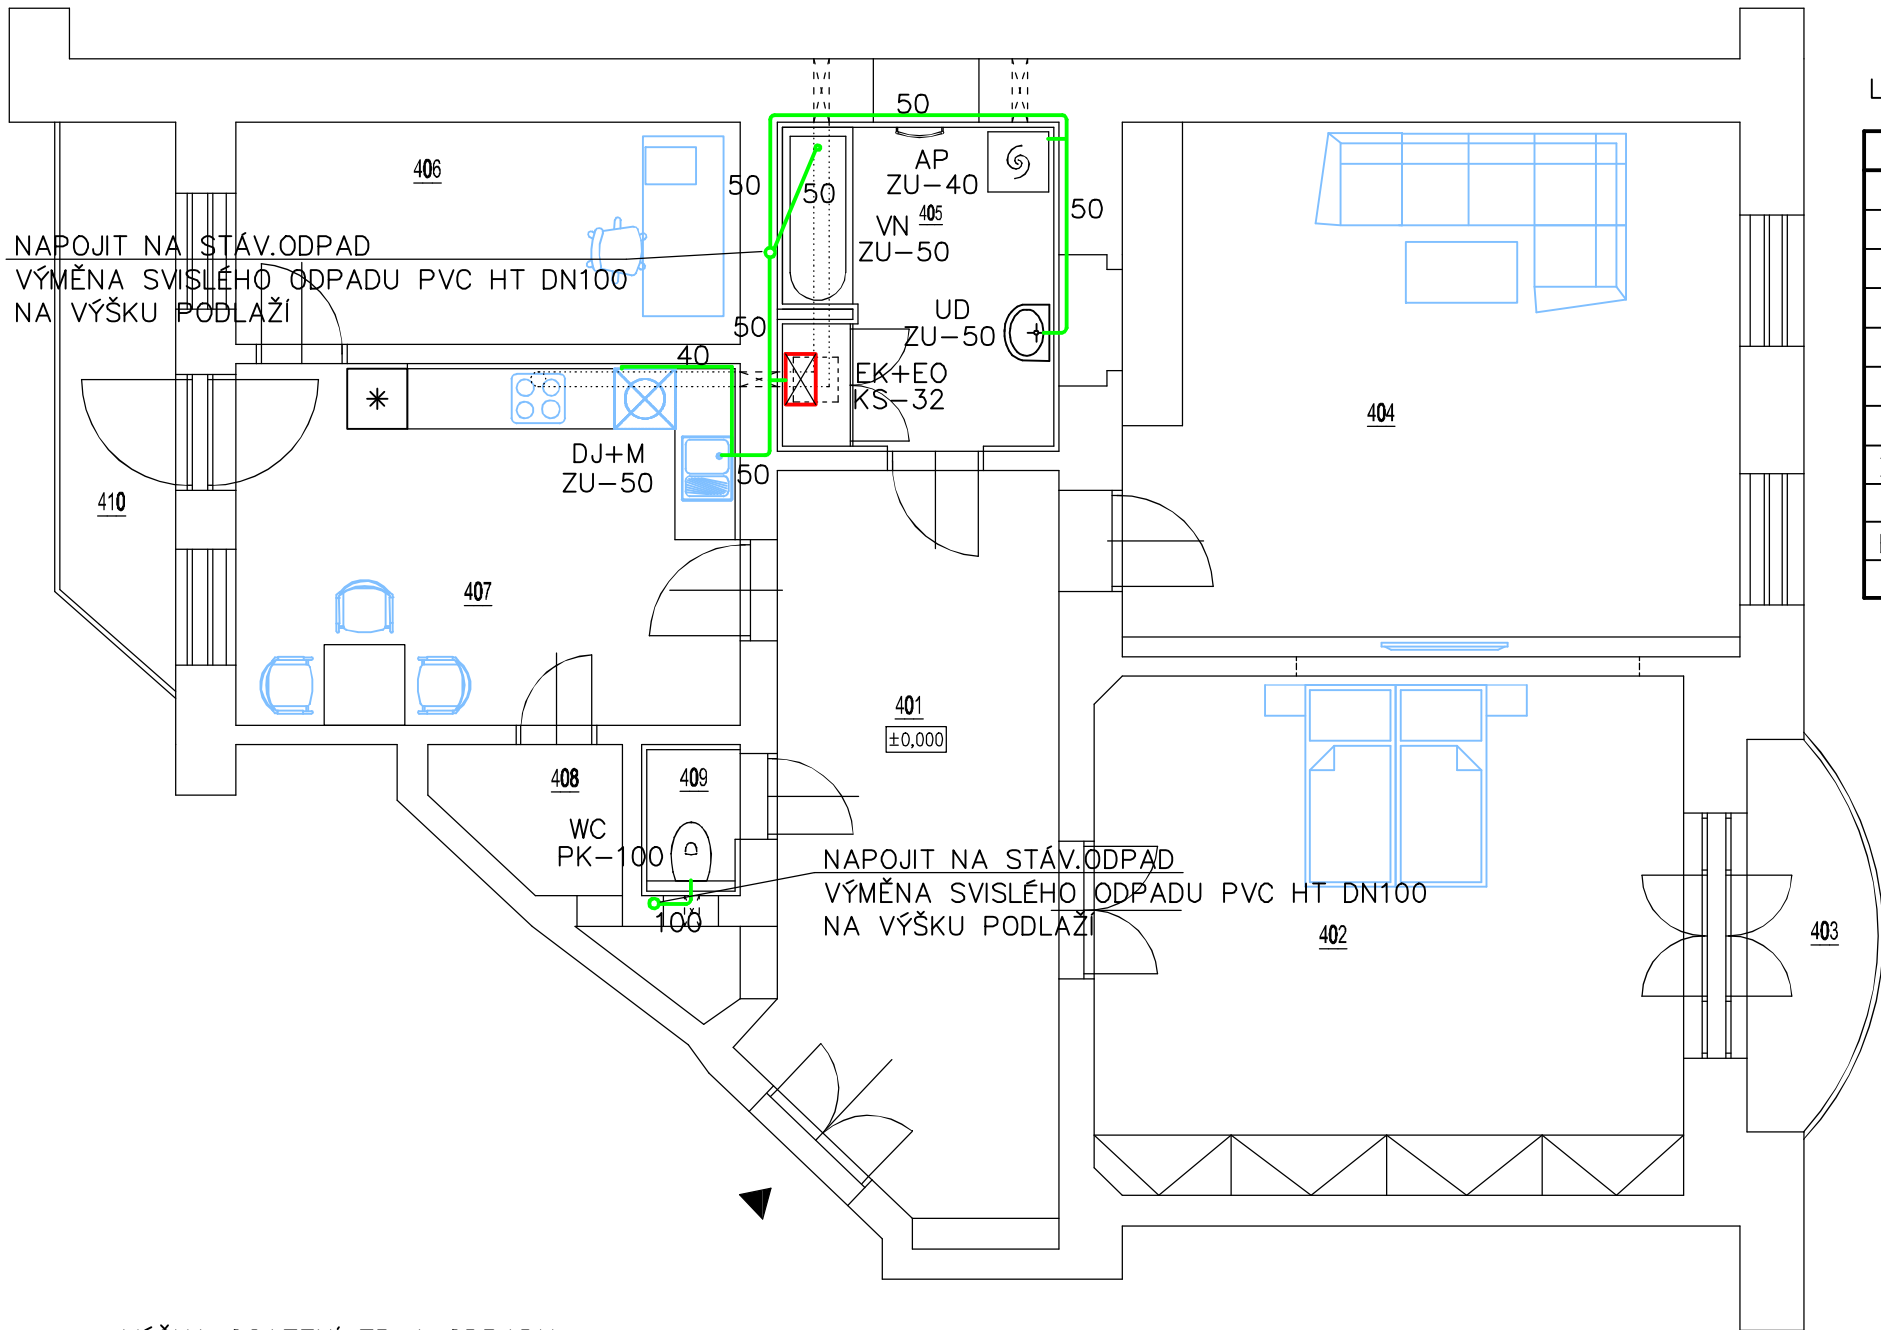 50
AP
ZU-40
406
50
50
405
VN
ZU-50
50
NAPOJIT NA STÁV.ODPAD
VÝMĚNA SVISLÉHO ODPADU PVC HT DN100
NA VÝŠKU PODLAŽÍ
UD
ZU-50
50
40
EK+EO
KS-32
404
DJ+M
ZU-50
50
410
407
401
±0,000
408
409
WC
PK-100
100
NAPOJIT NA STÁV.ODPAD
VÝMĚNA SVISLÉHO ODPADU PVC HT DN100
NA VÝŠKU PODLAŽÍ
402
403